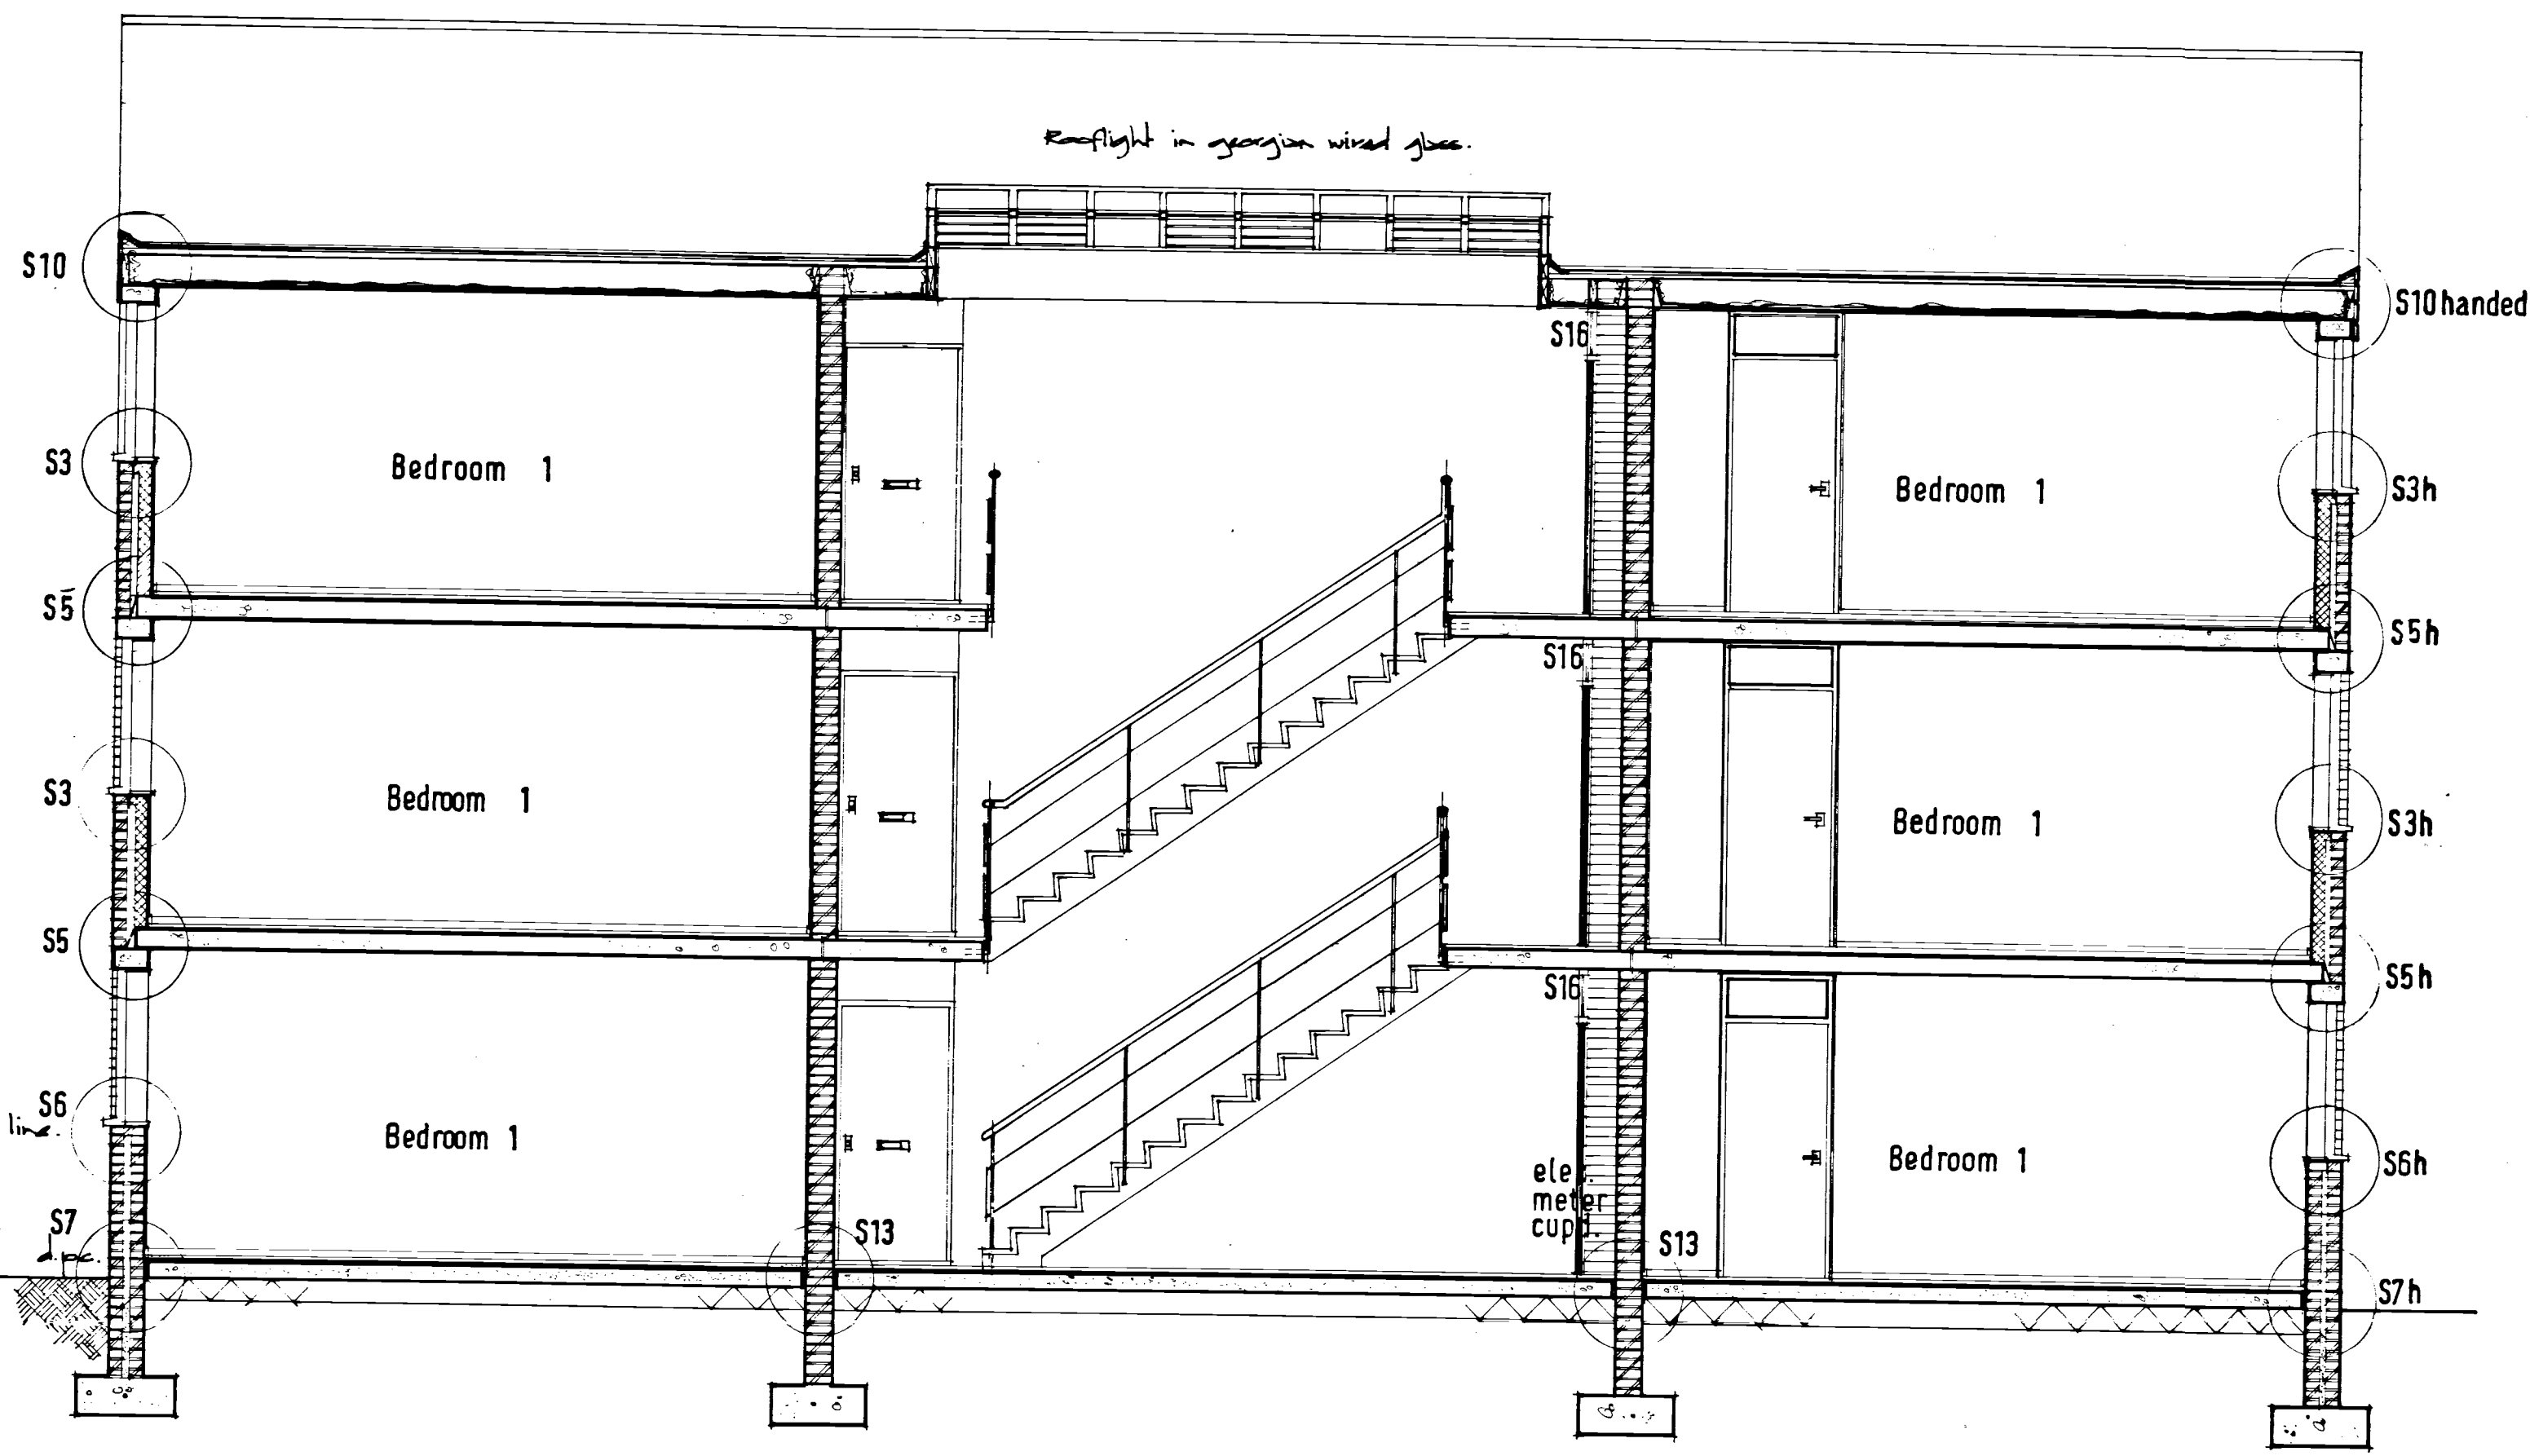 Rooflight in georgian wired glass.
S10
S10 handed
S16
S3
Bedroom 1
Bedroom 1
S3h
S5
S5h
S16
S3
Bedroom 1
Bedroom 1
S3h
S5
S5h
S16
S6
link.
Bedroom 1
Bedroom 1
S6h
elec.
meter
cup'd.
S7
d.p.c.
S13
S13
S7h